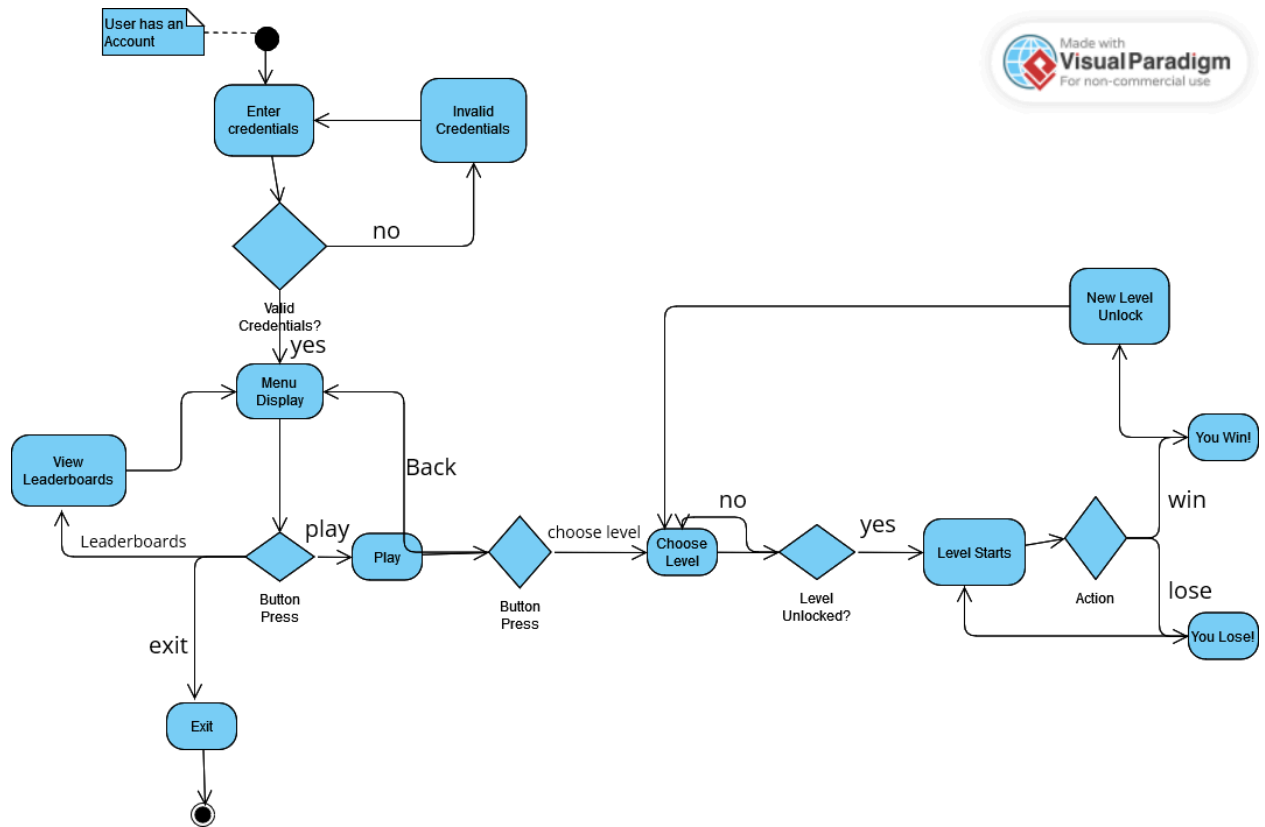 User has an
Account
Made with
Visual Paradigm
For non-commercial use
Enter
credentials
Invalid
Credentials
no
Valid
Credentials?
yes
Menu
Display
New Level
Unlock
View
Leaderboards
Back
You Win!
Leaderboards
play
Play
Button
Press
choose level
Button
Press
no
Choose
Level
yes
Level
Unlocked?
Level Starts
Action
win
lose
You Lose!
exit
Exit